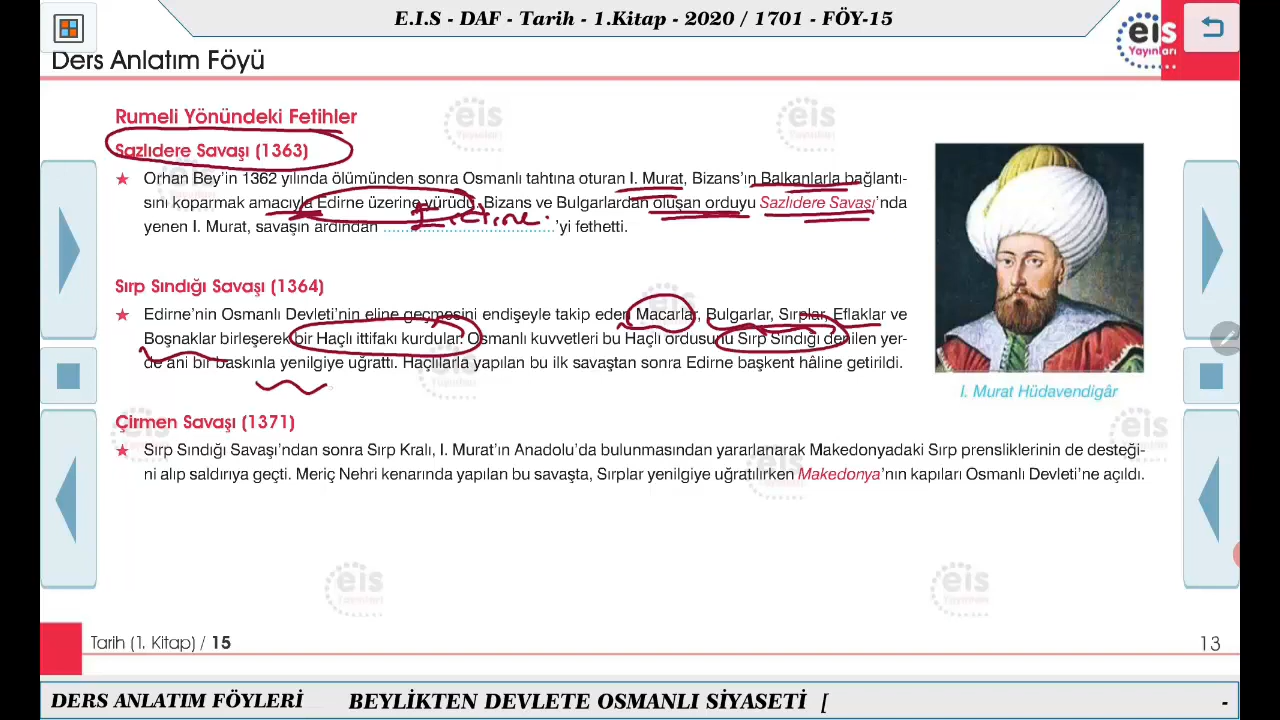 E.I.S - DAF - Tarih - 1.Kitap - 2020 / 1701 - FÖY-15
eis
Yayınları
Ders Anlatım Föyü
Rumeli Yönündeki Fetihler
Sazlıdere Savaşı (1363)
★ Orhan Bey'in 1362 yılında ölümünden sonra Osmanlı tahtına oturan I. Murat, Bizans'ın Balkanlarla bağlantı-
sını koparmak amacıyla Edirne üzerine yürüdü. Bizans ve Bulgarlardan oluşan orduyu Sazlıdere Savaşı'nda
yenen I. Murat, savaşın ardından Edirne.'yi fethetti.
Sırp Sındığı Savaşı (1364)
★ Edirne'nin Osmanlı Devleti'nin eline geçmesini endişeyle takip eden Macarlar, Bulgarlar, Sırplar, Eflaklar ve
Boşnaklar birleşerek bir Haçlı ittifakı kurdular. Osmanlı kuvvetleri bu Haçlı ordusunu Sırp Sındığı denilen yer-
de ani bir baskınla yenilgiye uğrattı. Haçlılarla yapılan bu ilk savaştan sonra Edirne başkent hâline getirildi.
I. Murat Hüdavendigâr
Çirmen Savaşı (1371)
★ Sırp Sındığı Savaşı'ndan sonra Sırp Kralı, I. Murat'ın Anadolu'da bulunmasından yararlanarak Makedonyadaki Sırp prensliklerinin de desteği-
ni alıp saldırıya geçti. Meriç Nehri kenarında yapılan bu savaşta, Sırplar yenilgiye uğratılırken Makedonya'nın kapıları Osmanlı Devleti'ne açıldı.
Tarih (1. Kitap) / 15
13
DERS ANLATIM FÖYLERİ BEYLİKTEN DEVLETE OSMANLI SİYASETİ [ -